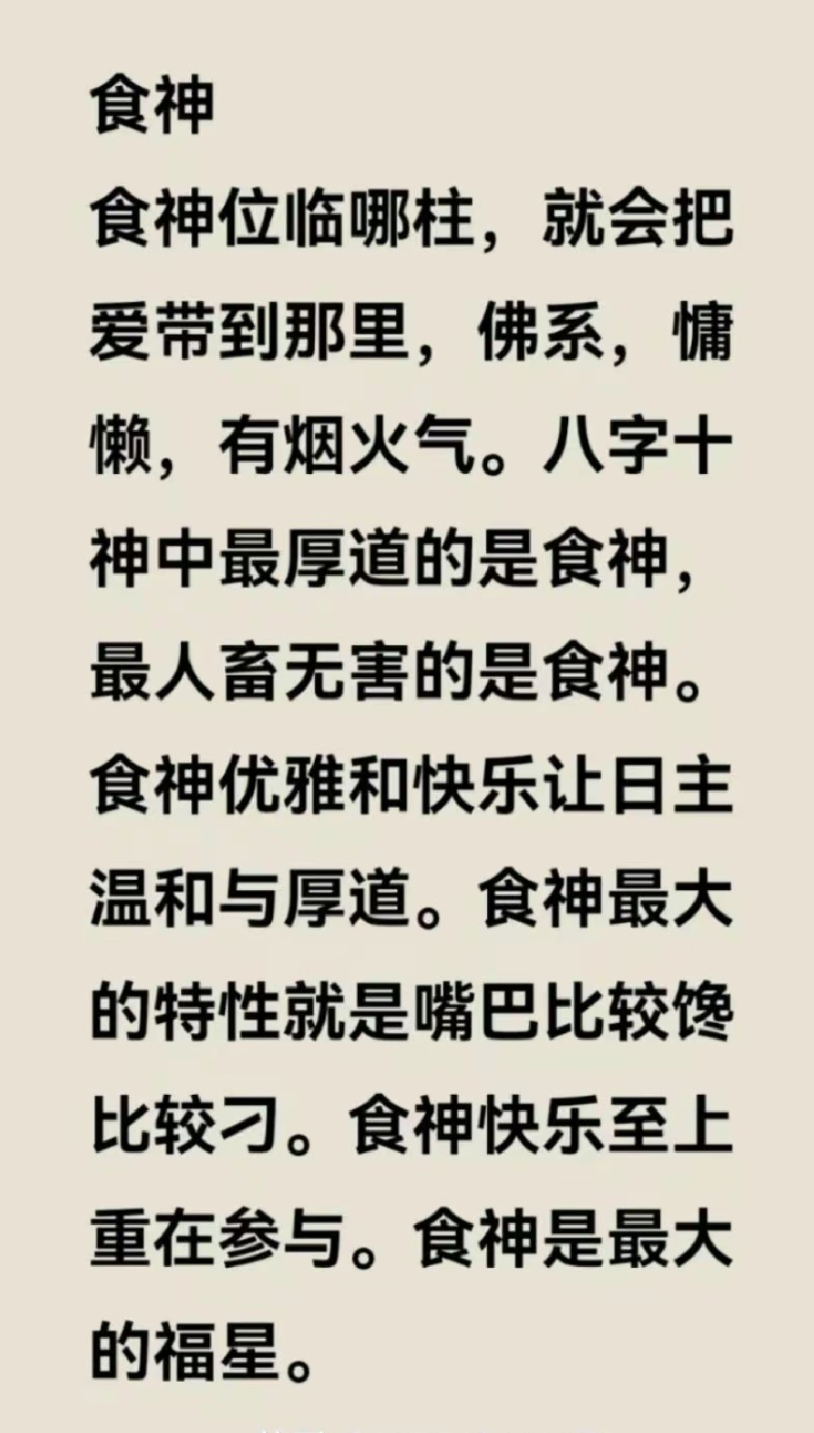 食神
食神位临哪柱，就会把
爱带到那里，佛系，慵
懒，有烟火气。八字十
神中最厚道的是食神，
最人畜无害的是食神。
食神优雅和快乐让日主
温和与厚道。食神最大
的特性就是嘴巴比较馋
比较刁。食神快乐至上
重在参与。食神是最大
的福星。